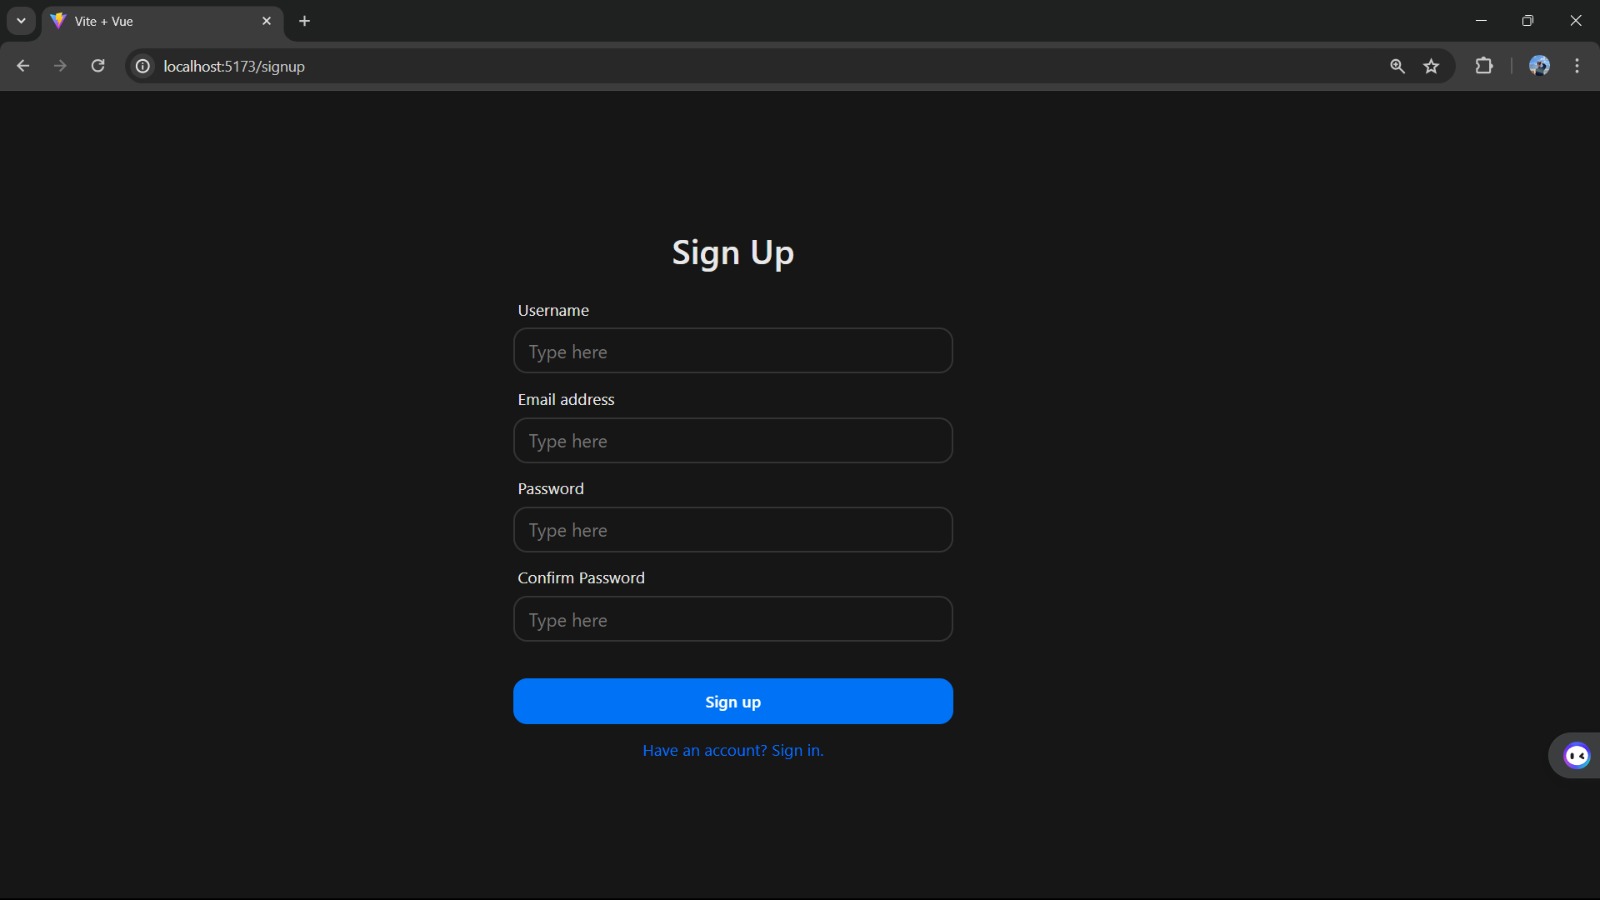 Vite + Vue
localhost:5173/signup
Sign Up
Username
Type here
Email address
Type here
Password
Type here
Confirm Password
Type here
Sign up
Have an account? Sign in.